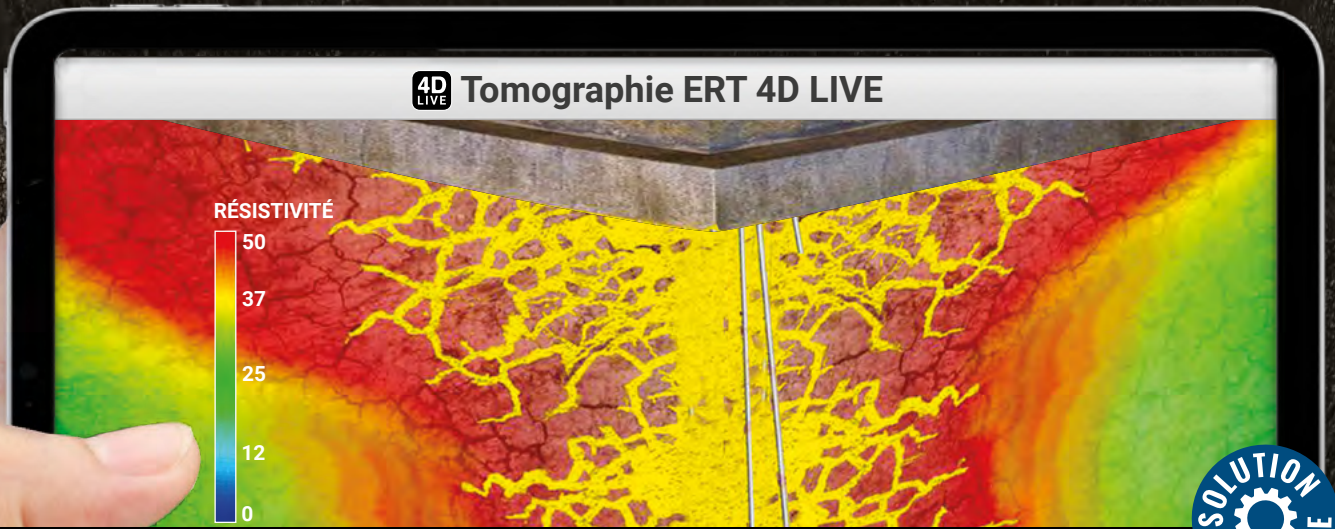 4D
LIVE
Tomographie ERT 4D LIVE
RÉSISTIVITÉ
50
37
25
12
0
SOLUTION